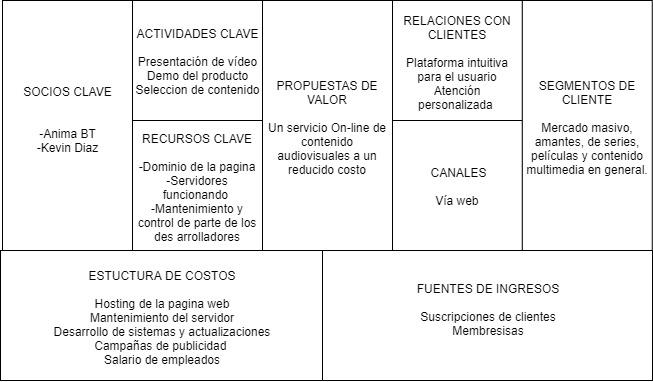 SOCIOS CLAVE
-Anima BT
-Kevin Diaz
ACTIVIDADES CLAVE
Presentación de vídeo
Demo del producto
Seleccion de contenido
RECURSOS CLAVE
-Dominio de la pagina
-Servidores
funcionando
-Mantenimiento y
control de parte de los
des arrolladores
PROPUESTAS DE
VALOR
Un servicio On-line de
contenido
audiovisuales a un
reducido costo
RELACIONES CON
CLIENTES
Plataforma intuitiva
para el usuario
Atención
personalizada
CANALES
Vía web
SEGMENTOS DE
CLIENTE
Mercado masivo,
amantes, de series,
películas y contenido
multimedia en general.
ESTUCTURA DE COSTOS
Hosting de la pagina web
Mantenimiento del servidor
Desarrollo de sistemas y actualizaciones
Campañas de publicidad
Salario de empleados
FUENTES DE INGRESOS
Suscripciones de clientes
Membresisas